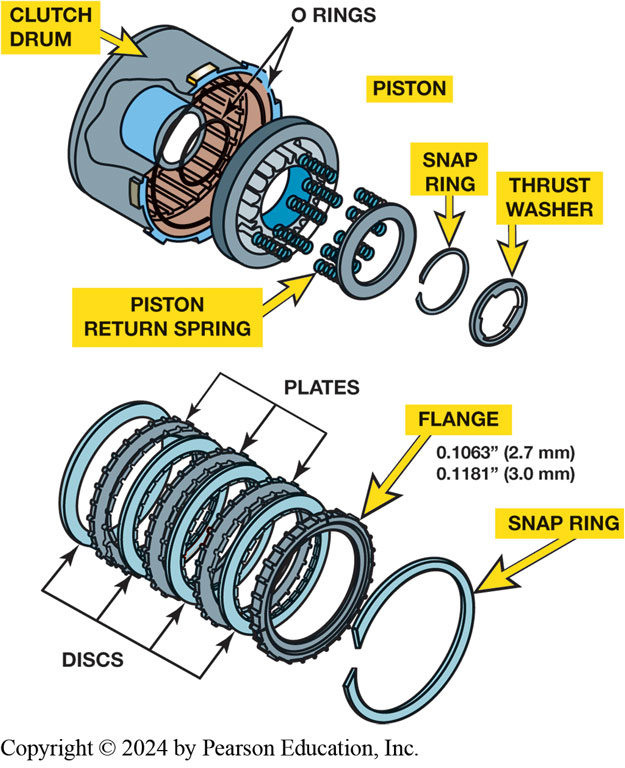 CLUTCH
DRUM
O RINGS
PISTON
SNAP
RING
THRUST
WASHER
PISTON
RETURN SPRING
PLATES
FLANGE
0.1063” (2.7 mm)
0.1181” (3.0 mm)
SNAP RING
DISCS
Copyright © 2024 by Pearson Education, Inc.